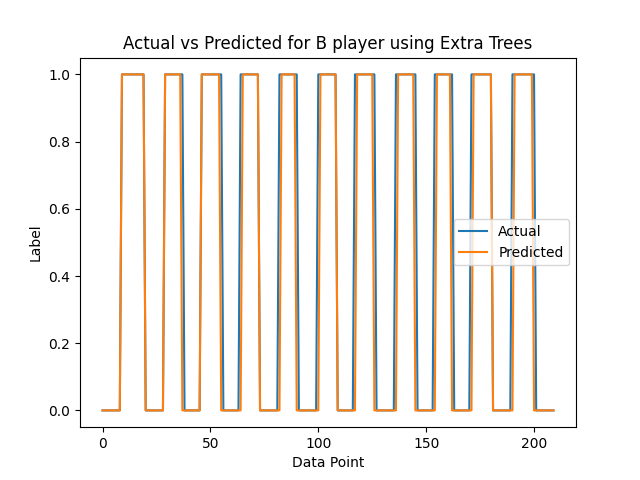 Actual vs Predicted for B player using Extra Trees
1.0
0.8
0.6
0.4
0.2
0.0
Label
Actual
Predicted
0 50 100 150 200
Data Point